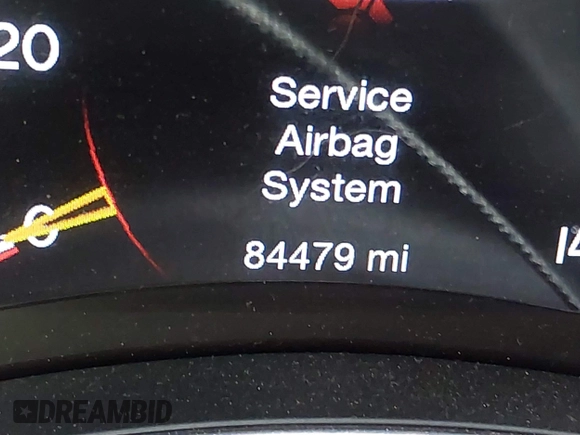 20
Service
Airbag
System
84479 mi
DREAMBID